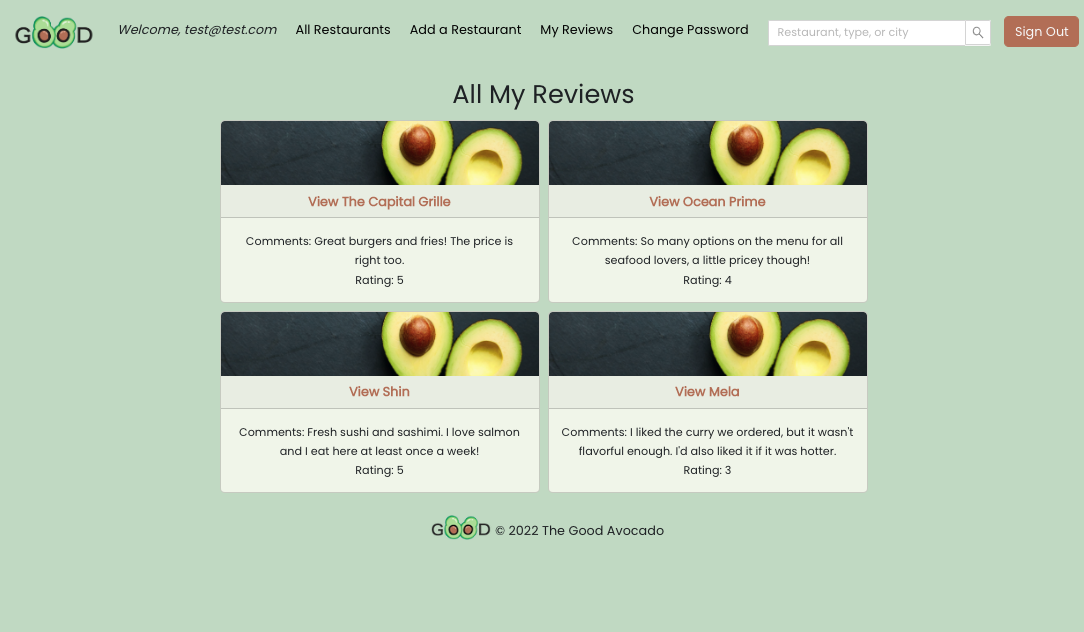 GOOD Welcome, test@test.com All Restaurants Add a Restaurant My Reviews Change Password Restaurant, type, or city Sign Out
All My Reviews
View The Capital Grille
Comments: Great burgers and fries! The price is
right too.
Rating: 5
View Ocean Prime
Comments: So many options on the menu for all
seafood lovers, a little pricey though!
Rating: 4
View Shin
Comments: Fresh sushi and sashimi. I love salmon
and I eat here at least once a week!
Rating: 5
View Mela
Comments: I liked the curry we ordered, but it wasn't
flavorful enough. I'd also liked it if it was hotter.
Rating: 3
GOOD © 2022 The Good Avocado